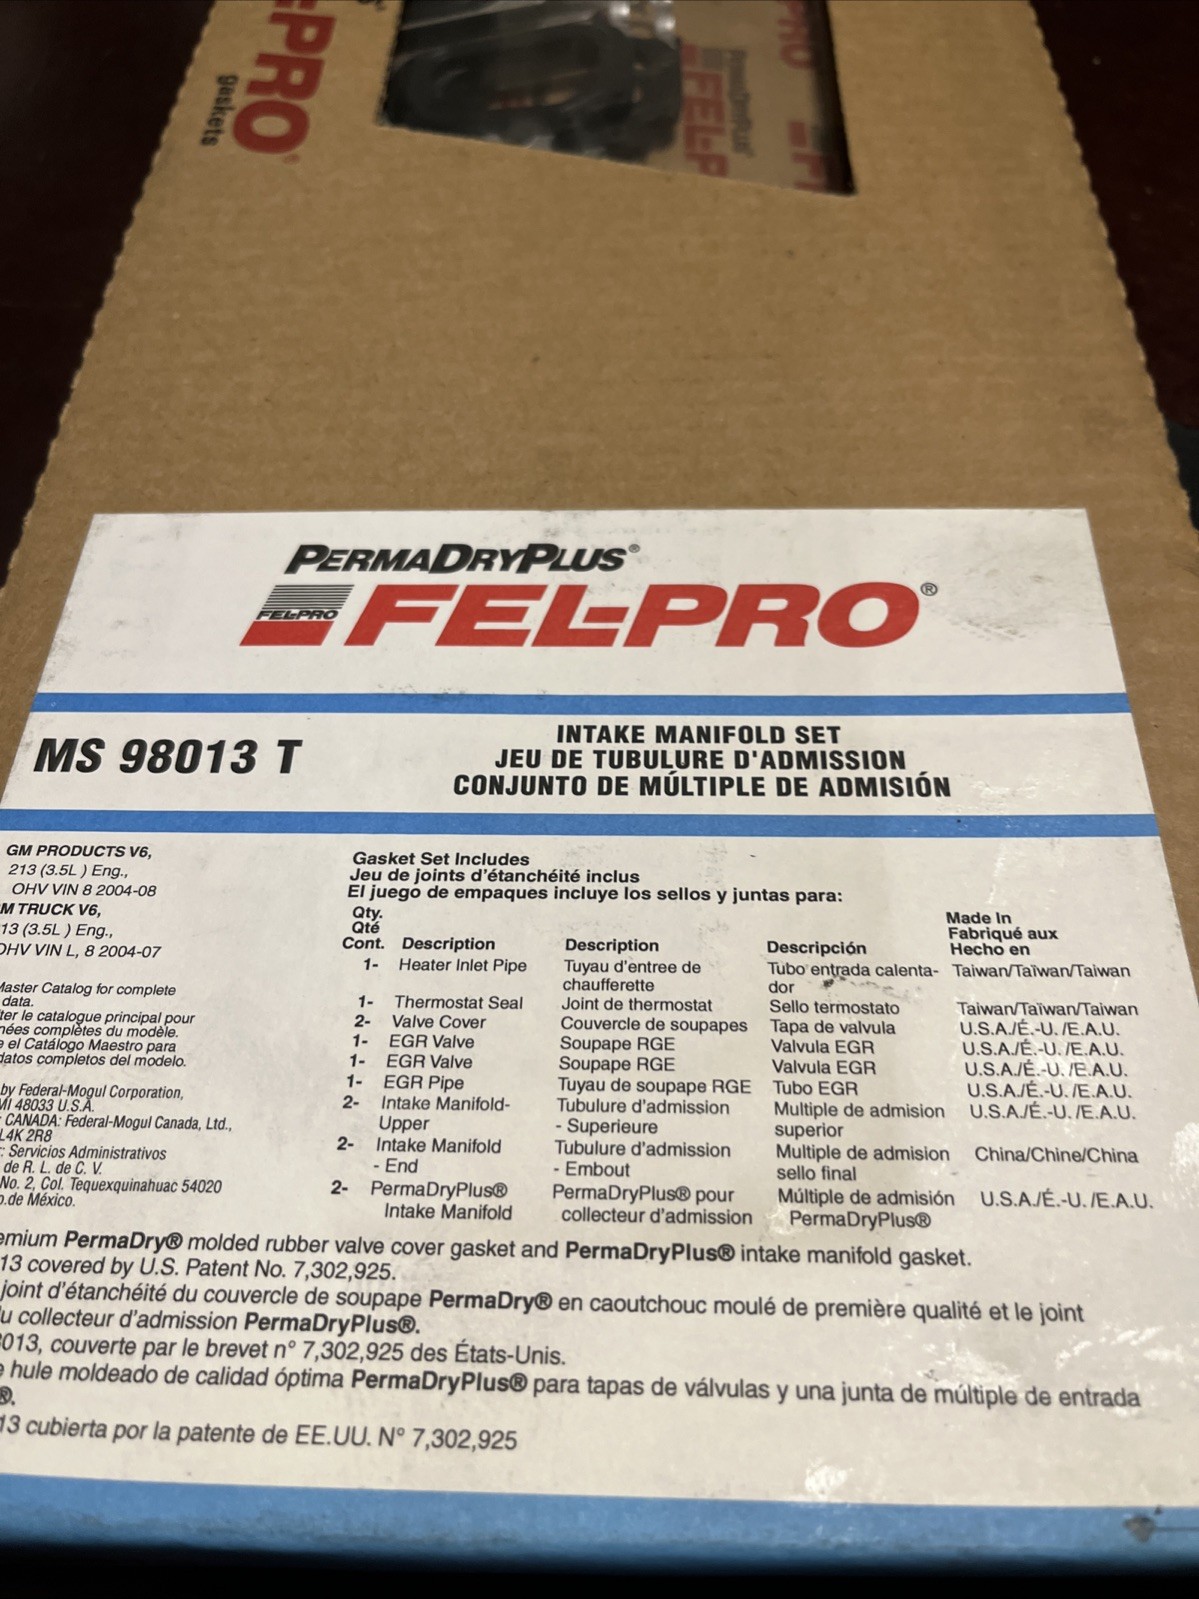 FEL-PRO
gaskets
PermaDryPlus®
FEL-P
PERMADRYPLUS®
FEL-PRO FEL-PRO®
MS 98013 T
INTAKE MANIFOLD SET
JEU DE TUBULURE D'ADMISSION
CONJUNTO DE MÚLTIPLE DE ADMISIÓN
GM PRODUCTS V6,
213 (3.5L ) Eng.,
OHV VIN 8 2004-08
M TRUCK V6,
13 (3.5L ) Eng.,
OHV VIN L, 8 2004-07
Master Catalog for complete
data.
ter le catalogue principal pour
nées complètes du modèle.
e el Catálogo Maestro para
datos completos del modelo.
by Federal-Mogul Corporation,
MI 48033 U.S.A.
: CANADA: Federal-Mogul Canada, Ltd.,
L4K 2R8
: Servicios Administrativos
de R. L. de C. V.
No. 2, Col. Tequexquinahuac 54020
o.de México.
Gasket Set Includes
Jeu de joints d'étanchéité inclus
El juego de empaques incluye los sellos y juntas para:
Qty.
Qté
Cont. Description Description Descripción
Made In
Fabriqué aux
Hecho en
1- Heater Inlet Pipe Tuyau d'entree de Tubo entrada calenta- Taiwan/Taïwan/Taiwan
chaufferette dor
1- Thermostat Seal Joint de thermostat Sello termostato Taiwan/Taïwan/Taiwan
2- Valve Cover Couvercle de soupapes Tapa de valvula U.S.A./É.-U. /E.A.U.
1- EGR Valve Soupape RGE Valvula EGR U.S.A./É.-U. /E.A.U.
1- EGR Valve Soupape RGE Valvula EGR U.S.A./É.-U. /E.A.U.
1- EGR Pipe Tuyau de soupape RGE Tubo EGR U.S.A./É.-U. /E.A.U.
2- Intake Manifold- Tubulure d'admission Multiple de admision U.S.A./É.-U. /E.A.U.
Upper - Superieure superior
2- Intake Manifold Tubulure d'admission Multiple de admision China/Chine/China
- End - Embout sello final
2- PermaDryPlus® PermaDryPlus® pour Múltiple de admisión U.S.A./É.-U. /E.A.U.
Intake Manifold collecteur d'admission PermaDryPlus®
emium PermaDry® molded rubber valve cover gasket and PermaDryPlus® intake manifold gasket.
13 covered by U.S. Patent No. 7,302,925.
joint d'étanchéité du couvercle de soupape PermaDry® en caoutchouc moulé de première qualité et le joint
u collecteur d'admission PermaDryPlus®.
3013, couverte par le brevet n° 7,302,925 des États-Unis.
e hule moldeado de calidad óptima PermaDryPlus® para tapas de válvulas y una junta de múltiple de entrada
®.
13 cubierta por la patente de EE.UU. N° 7,302,925